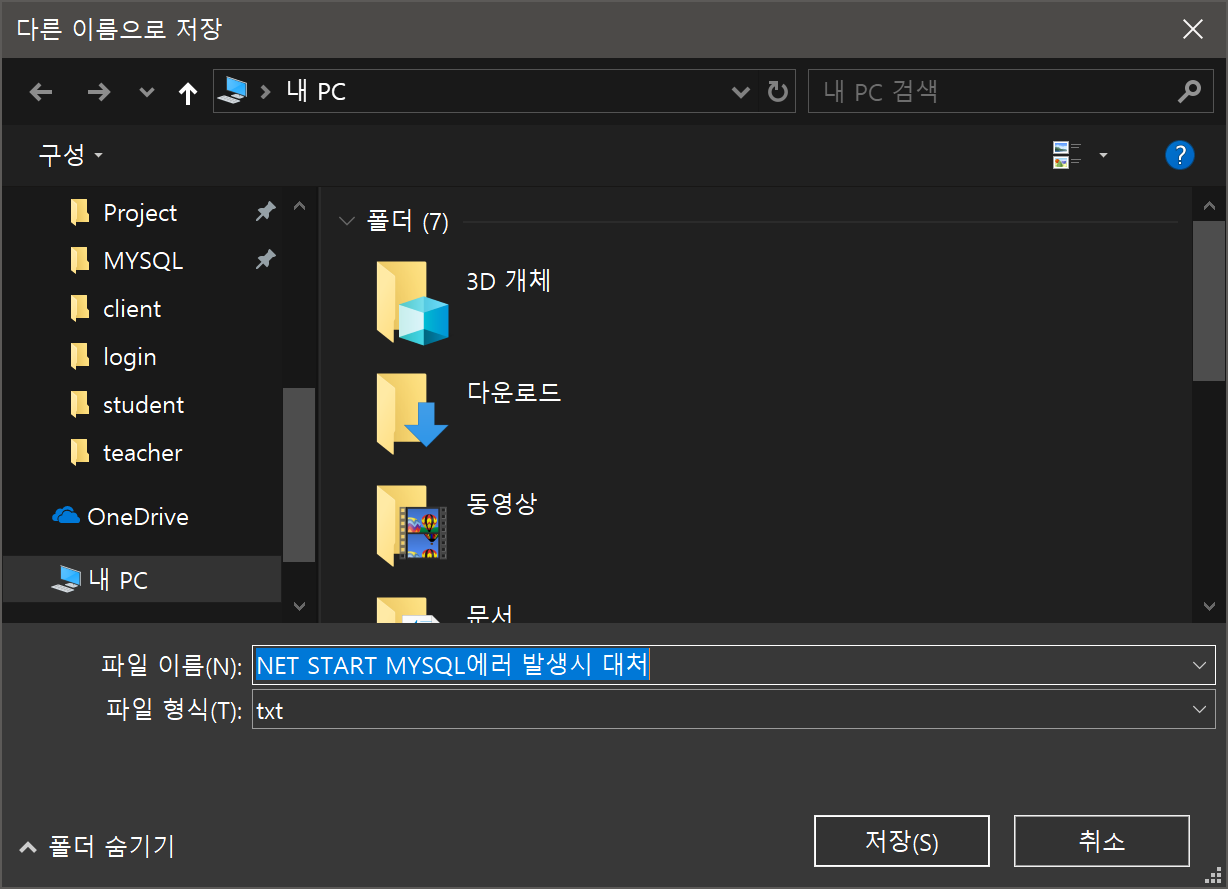 다른 이름으로 저장
내 PC
내 PC 검색
구성
?
Project
MYSQL
client
login
student
teacher
OneDrive
내 PC
폴더 (7)
3D 개체
다운로드
동영상
문서
파일 이름(N): NET START MYSQL에러 발생시 대처
파일 형식(T): txt
폴더 숨기기
저장(S)
취소